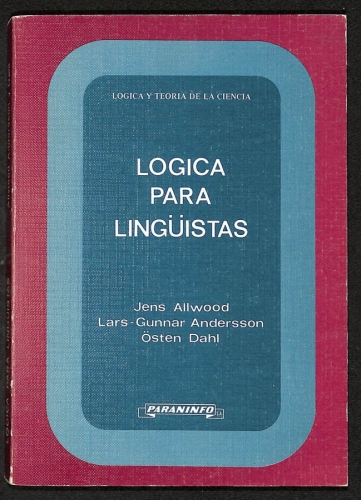 LOGICA Y TEORIA DE LA CIENCIA
LOGICA
PARA
LINGÜISTAS
Jens Allwood
Lars-Gunnar Andersson
Östen Dahl
PARANINFO S.A.